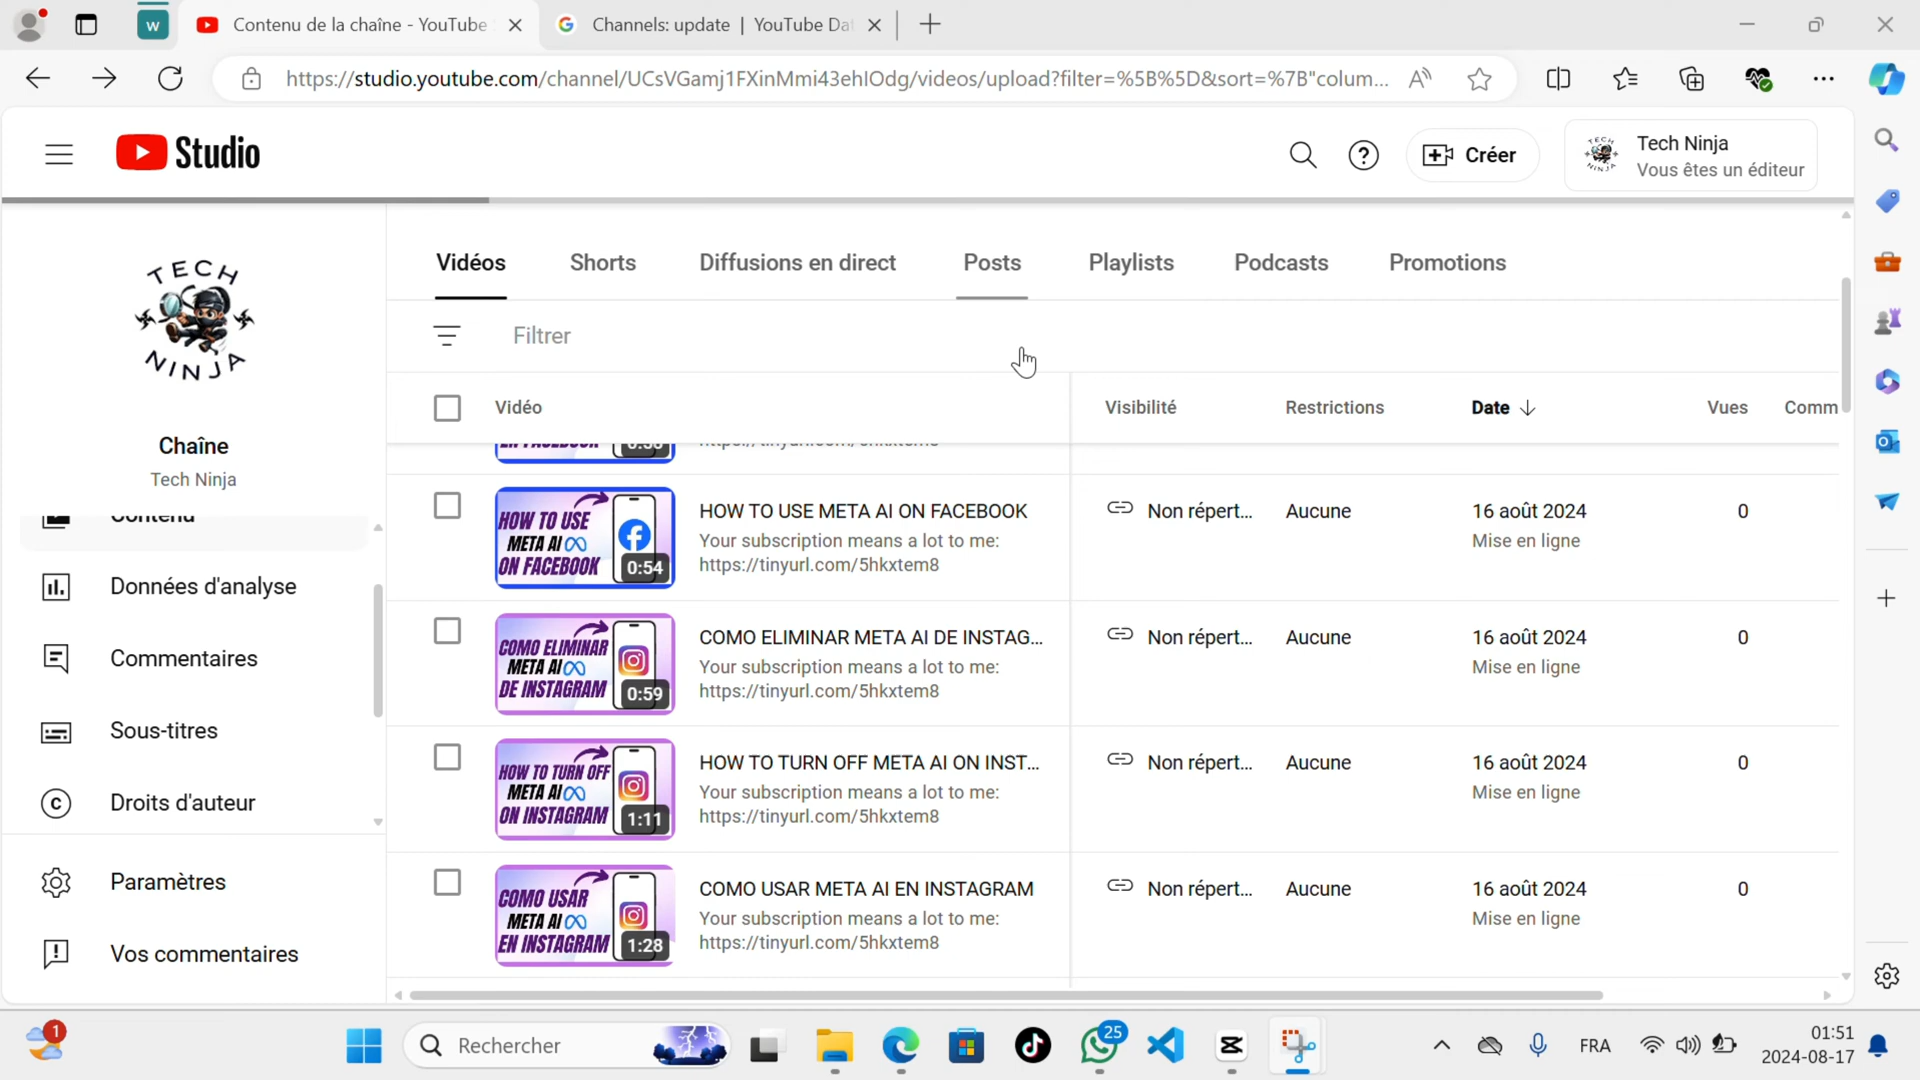 w
Contenu de la chaîne - YouTube
Channels: update | YouTube Da
https://studio.youtube.com/channel/UCsVGamj1FXinMmi43ehIOdg/videos/upload?filter=%5B%5D&sort=%7B"colum...
Studio
Créer
Tech Ninja
Vous êtes un éditeur
TECH
NINJA
Chaîne
Tech Ninja
Contenu
Données d'analyse
Commentaires
Sous-titres
Droits d'auteur
Paramètres
Vos commentaires
Vidéos Shorts Diffusions en direct Posts Playlists Podcasts Promotions
Filtrer
Vidéo Visibilité Restrictions Date Vues Comm
EN FACEBOOK
https://tinyurl.com/5hkxtem8
HOW TO USE
META AI
ON FACEBOOK
0:54
HOW TO USE META AI ON FACEBOOK
Your subscription means a lot to me:
https://tinyurl.com/5hkxtem8
Non répert... Aucune 16 août 2024 0
Mise en ligne
COMO ELIMINAR
META AI
DE INSTAGRAM
0:59
COMO ELIMINAR META AI DE INSTAG...
Your subscription means a lot to me:
https://tinyurl.com/5hkxtem8
Non répert... Aucune 16 août 2024 0
Mise en ligne
HOW TO TURN OFF
META AI
ON INSTAGRAM
1:11
HOW TO TURN OFF META AI ON INST...
Your subscription means a lot to me:
https://tinyurl.com/5hkxtem8
Non répert... Aucune 16 août 2024 0
Mise en ligne
COMO USAR
META AI
EN INSTAGRAM
1:28
COMO USAR META AI EN INSTAGRAM
Your subscription means a lot to me:
https://tinyurl.com/5hkxtem8
Non répert... Aucune 16 août 2024 0
Mise en ligne
1
Rechercher
25
FRA
01:51
2024-08-17